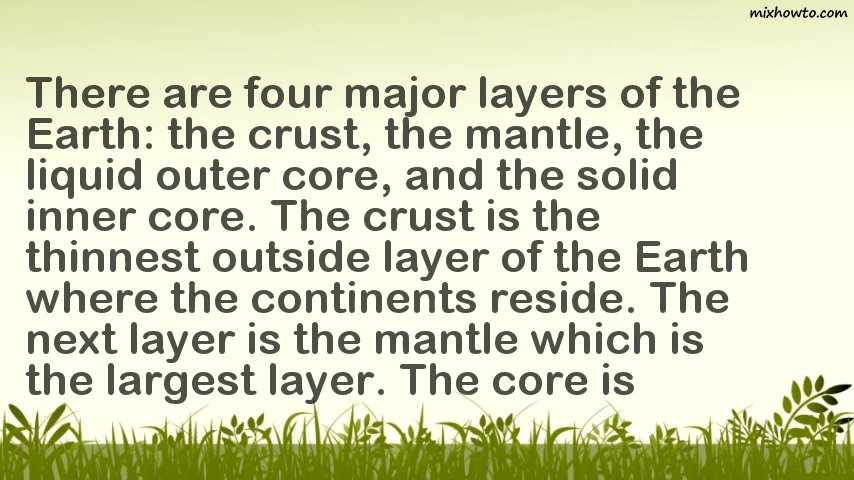 mixhowto.com
There are four major layers of the
Earth: the crust, the mantle, the
liquid outer core, and the solid
inner core. The crust is the
thinnest outside layer of the Earth
where the continents reside. The
next layer is the mantle which is
the largest layer. The core is